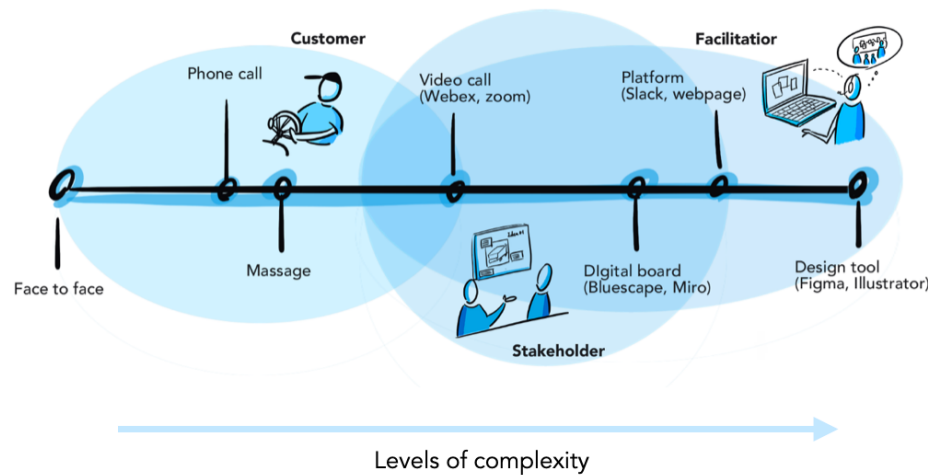 Customer
Facilitatior
Phone call
Video call
(Webex, zoom)
Platform
(Slack, webpage)
Face to face
Massage
DIgital board
(Bluescape, Miro)
Design tool
(Figma, Illustrator)
Stakeholder
Levels of complexity